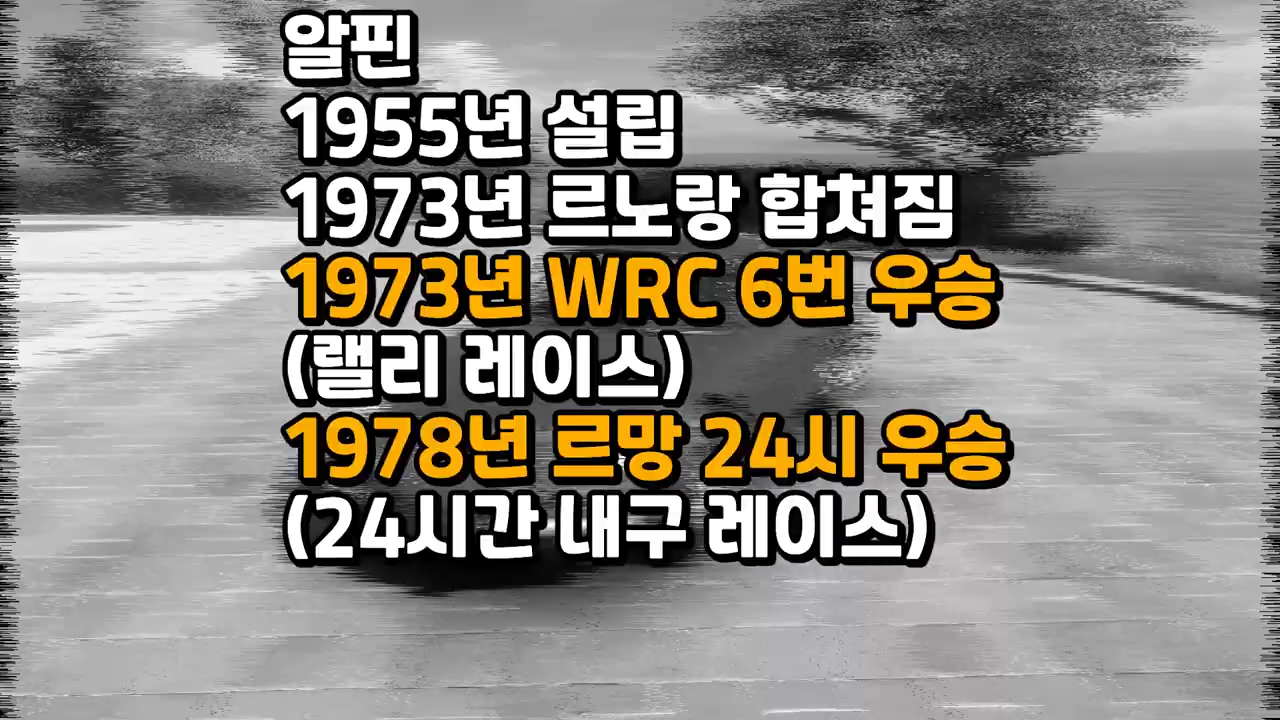 알핀
1955년 설립
1973년 르노랑 합쳐짐
1973년 WRC 6번 우승
(랠리 레이스)
1978년 르망 24시 우승
(24시간 내구 레이스)